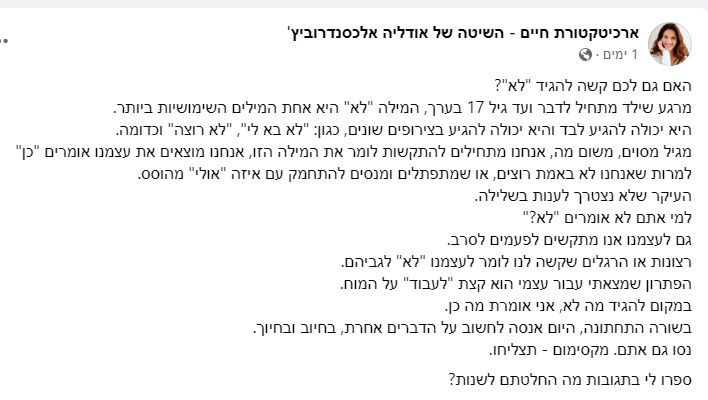 ארכיטקטורת חיים - השיטה של אודליה אלכסנדרוביץ'
1 ימים ·
האם גם לכם קשה להגיד "לא"?
מרגע שילד מתחיל לדבר ועד גיל 17 בערך, המילה "לא" היא אחת המילים השימושיות ביותר.
היא יכולה להגיע לבד והיא יכולה להגיע בצירופים שונים, כגון: "לא בא לי", "לא רוצה" וכדומה.
מגיל מסוים, משום מה, אנחנו מתחילים להתקשות לומר את המילה הזו, אנחנו מוצאים את עצמנו אומרים "כן"
למרות שאנחנו לא באמת רוצים, או שמתפתלים ומנסים להתחמק עם איזה "אולי" מהוסס.
העיקר שלא נצטרך לענות בשלילה.
למי אתם לא אומרים "לא?"
גם לעצמנו אנו מתקשים לפעמים לסרב.
רצונות או הרגלים שקשה לנו לומר לעצמנו "לא" לגביהם.
הפתרון שמצאתי עבור עצמי הוא קצת "לעבוד" על המוח.
במקום להגיד מה לא, אני אומרת מה כן.
בשורה התחתונה, היום אנסה לחשוב על הדברים אחרת, בחיוב ובחיוך.
נסו גם אתם. מקסימום - תצליחו.
ספרו לי בתגובות מה החלטתם לשנות?